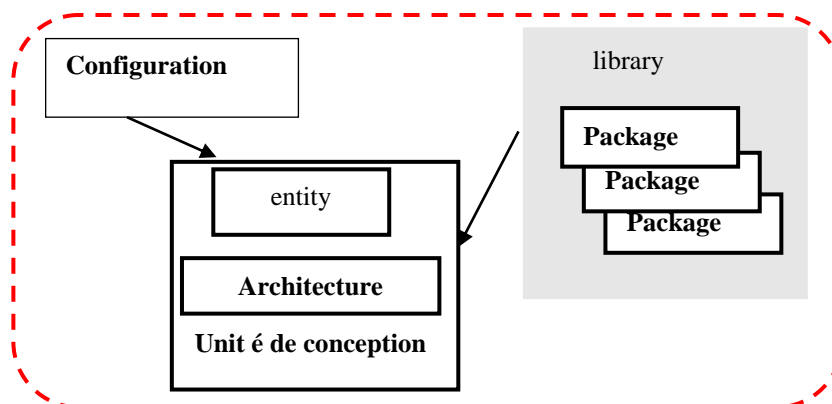 Configuration
library
Package
Package
Package
entity
Architecture
Unit é de conception